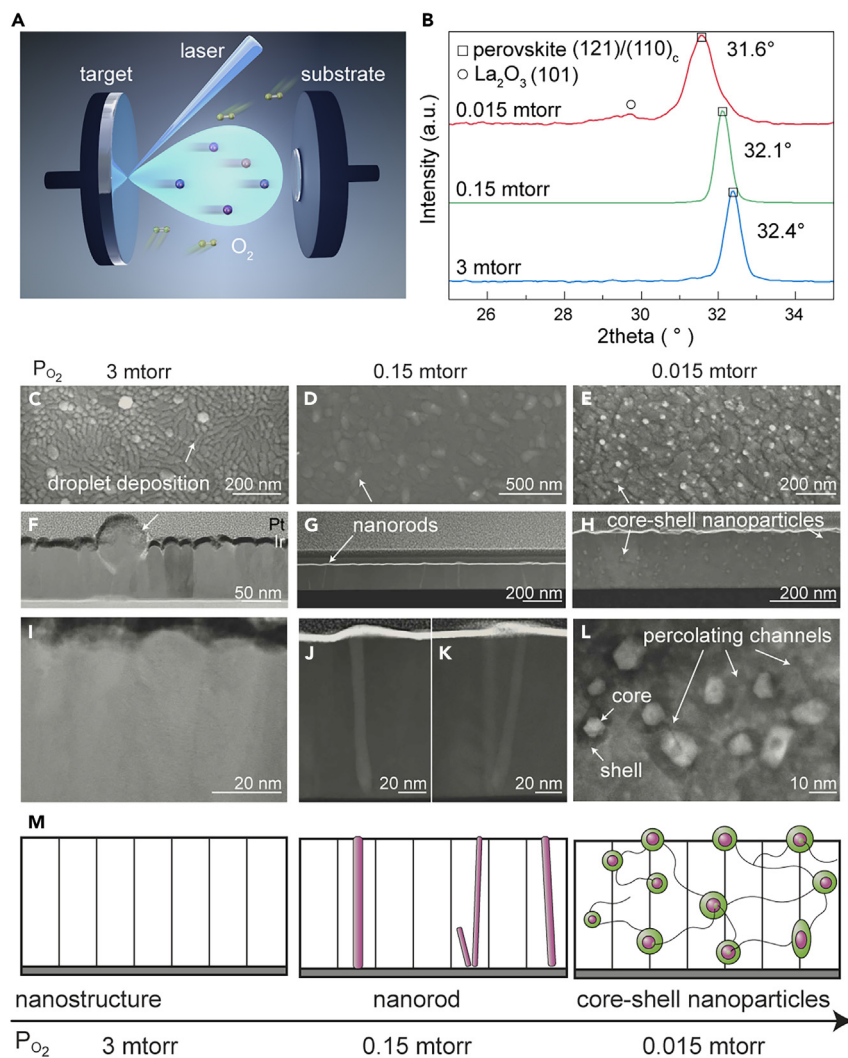 A
laser
target
substrate
O₂
B
□ perovskite (121)/(110)c
○ La₂O₃ (101)
0.015 mtorr
0.15 mtorr
3 mtorr
31.6°
32.1°
32.4°
Intensity (a.u.)
26 28 30 32 34
2theta ( ° )
P_O₂ 3 mtorr 0.15 mtorr 0.015 mtorr
C
droplet deposition
200 nm
D
500 nm
E
200 nm
F
Pt
Ir
50 nm
G
nanorods
200 nm
H
core-shell nanoparticles
200 nm
I
20 nm
J
20 nm
K
20 nm
L
percolating channels
core
shell
10 nm
M
nanostructure nanorod core-shell nanoparticles
P_O₂ 3 mtorr 0.15 mtorr 0.015 mtorr